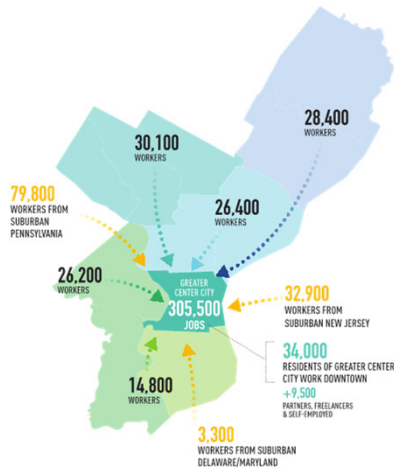 28,400
WORKERS
30,100
WORKERS
79,800
WORKERS FROM
SUBURBAN
PENNSYLVANIA
26,400
WORKERS
26,200
WORKERS
GREATER
CENTER CITY
305,500
JOBS
32,900
WORKERS FROM
SUBURBAN NEW JERSEY
34,000
RESIDENTS OF GREATER CENTER
CITY WORK DOWNTOWN
+9,500
PARTNERS, FREELANCERS
& SELF-EMPLOYED
14,800
WORKERS
3,300
WORKERS FROM SUBURBAN
DELAWARE/MARYLAND